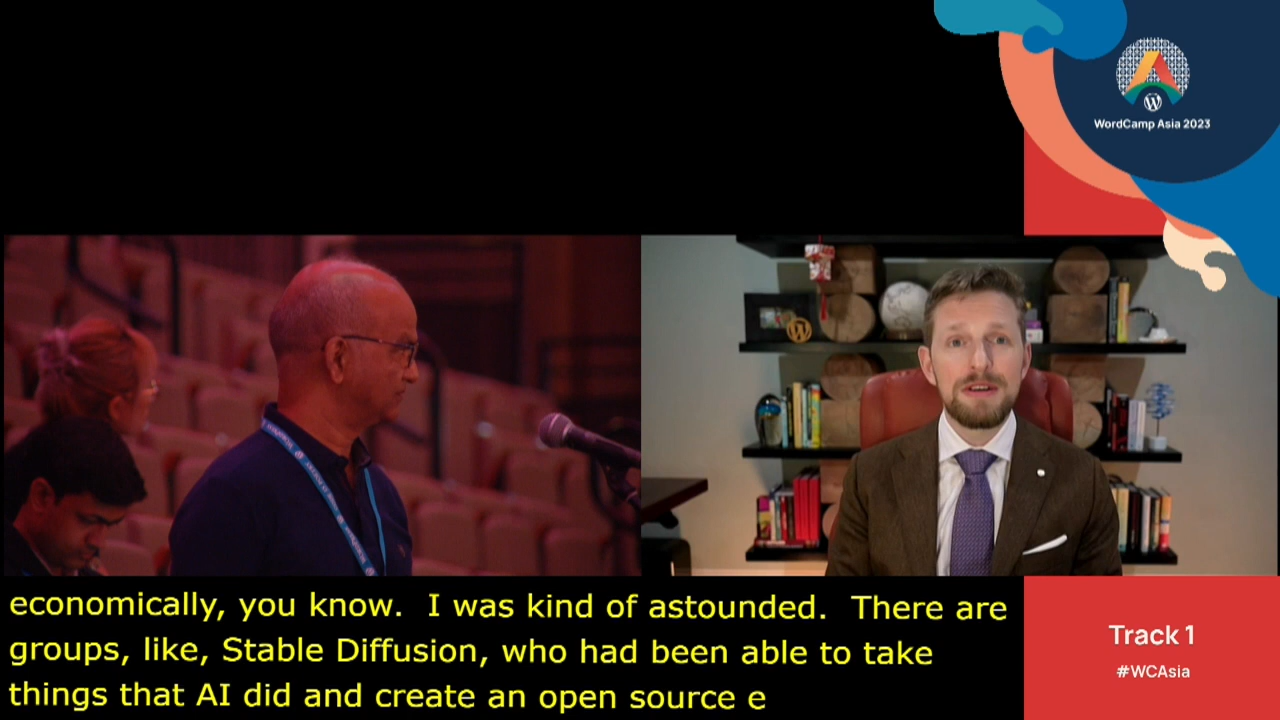 WordCamp Asia 2023
economically, you know.  I was kind of astounded.  There are
groups, like, Stable Diffusion, who had been able to take
things that AI did and create an open source e
Track 1
#WCAsia